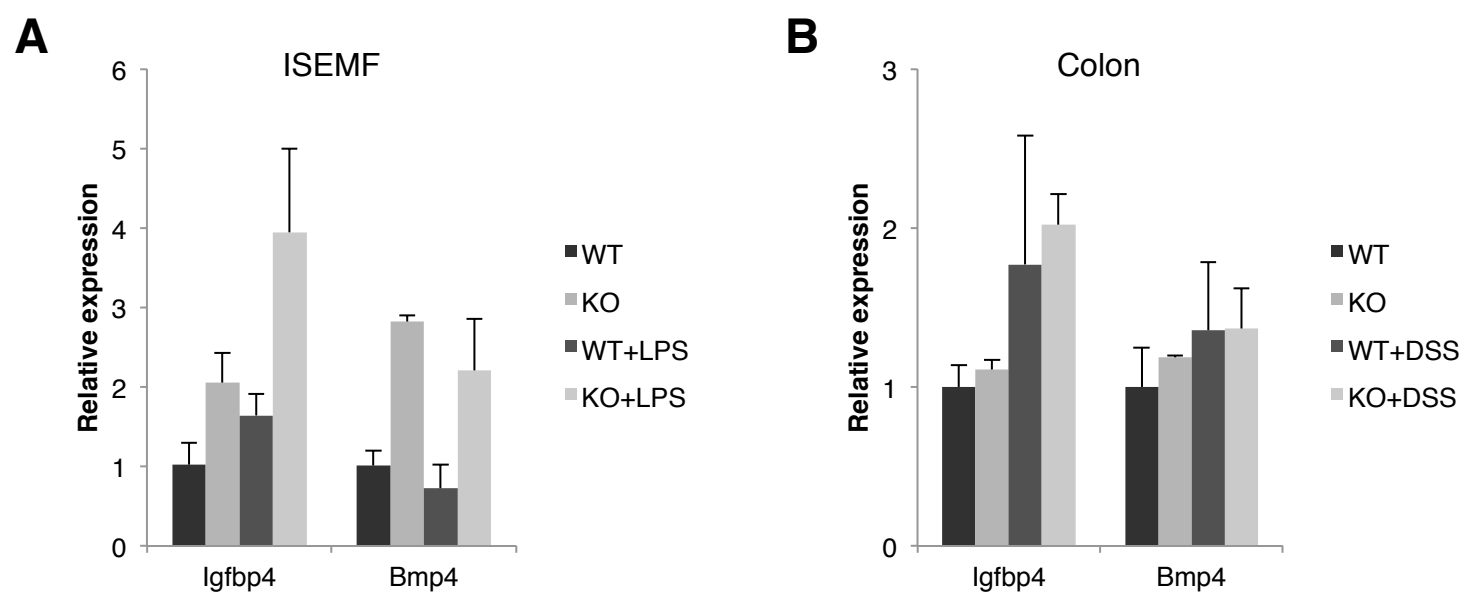 A
ISEMF
6
5
4
3
2
1
0
Relative expression
Igfbp4
Bmp4
WT
KO
WT+LPS
KO+LPS
B
Colon
3
2
1
0
Relative expression
Igfbp4
Bmp4
WT
KO
WT+DSS
KO+DSS